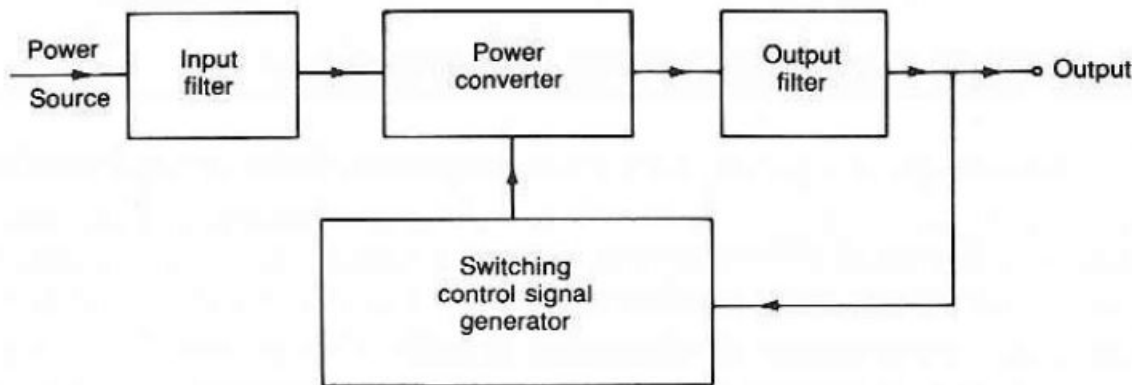 Power
Source
Input
filter
Power
converter
Output
filter
Output
Switching
control signal
generator